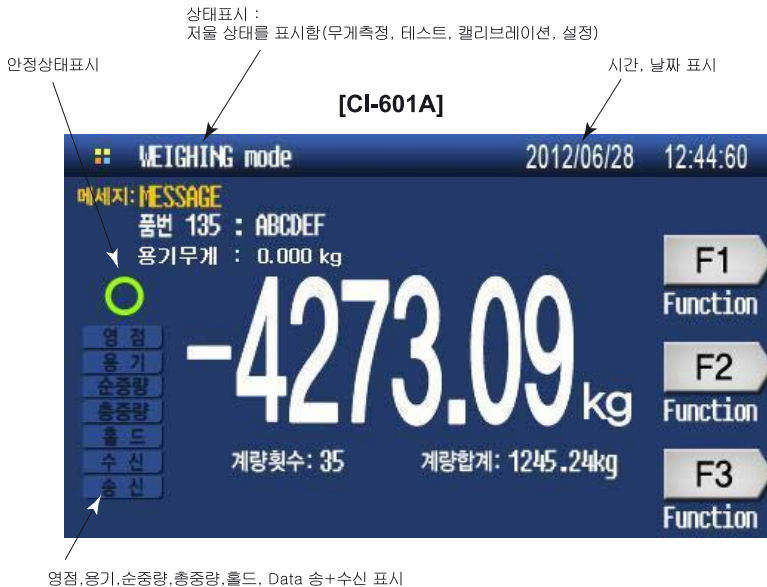 상태표시 :
저울 상태를 표시함(무게측정, 테스트, 캘리브레이션, 설정)
안정상태표시
시간, 날짜 표시
[CI-601A]
WEIGHING mode 2012/06/28 12:44:60
메세지: MESSAGE
품번 135 : ABCDEF
용기무게 : 0.000 kg
F1
Function
-4273.09 kg
영 점
용 기
순중량
총중량
홀 드
수 신
송 신
F2
Function
계량횟수: 35 계량합계: 1245.24kg
F3
Function
영점,용기,순중량,총중량,홀드, Data 송+수신 표시